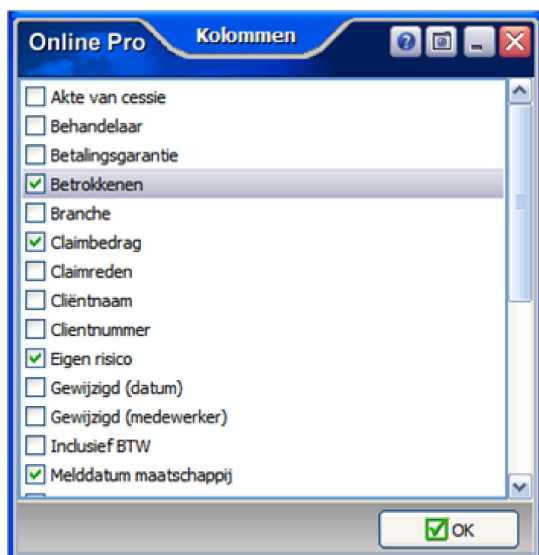 Online Pro
Kolommen
Akte van cessie
Behandelaar
Betalingsgarantie
Betrokkenen
Branche
Claimbedrag
Claimreden
Cliëntnaam
Clientnummer
Eigen risico
Gewijzigd (datum)
Gewijzigd (medewerker)
Inclusief BTW
Melddatum maatschappij
OK